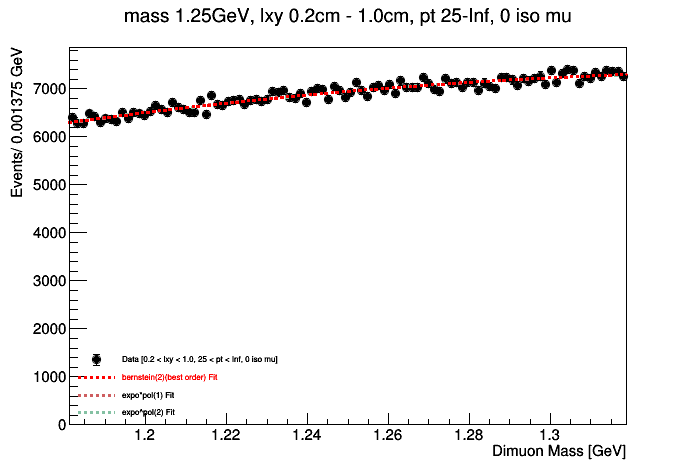 mass 1.25GeV, lxy 0.2cm - 1.0cm, pt 25-Inf, 0 iso mu
Events/ 0.001375 GeV
7000
6000
5000
4000
3000
2000
1000
0
Data [0.2 < lxy < 1.0, 25 < pt < Inf, 0 iso mu]
bernstein(2)(best order) Fit
expo*pol(1) Fit
expo*pol(2) Fit
1.2 1.22 1.24 1.26 1.28 1.3
Dimuon Mass [GeV]